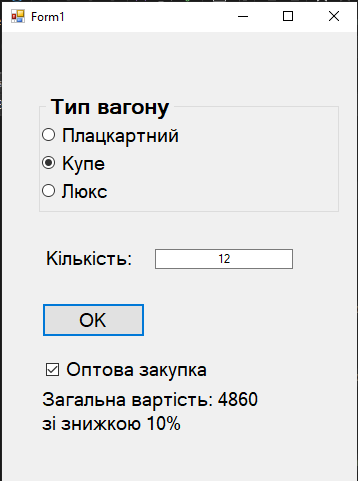 Form1
Тип вагону
Плацкартний
Купе
Люкс
Кількість: 12
OK
Оптова закупка
Загальна вартість: 4860
зі знижкою 10%